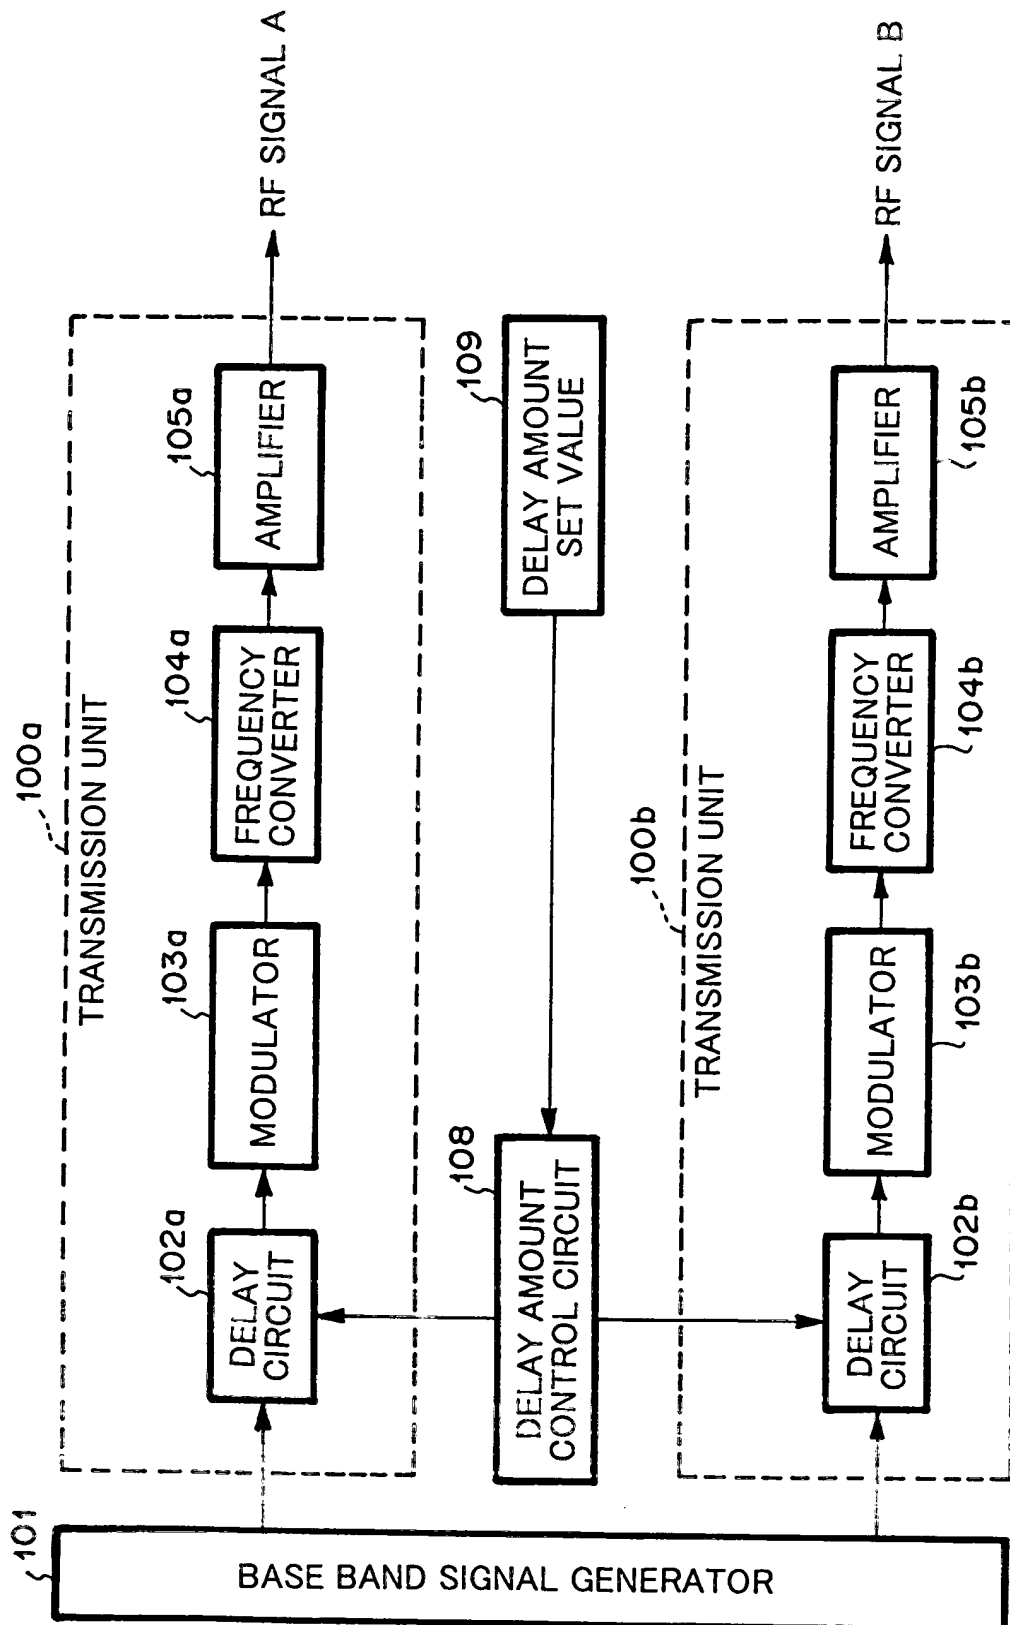 101
BASE BAND SIGNAL GENERATOR
100a
TRANSMISSION UNIT
102a
DELAY
CIRCUIT
103a
MODULATOR
104a
FREQUENCY
CONVERTER
105a
AMPLIFIER
RF SIGNAL A
108
DELAY AMOUNT
CONTROL CIRCUIT
109
DELAY AMOUNT
SET VALUE
100b
TRANSMISSION UNIT
DELAY
CIRCUIT
102b
MODULATOR
103b
FREQUENCY
CONVERTER
104b
AMPLIFIER
105b
RF SIGNAL B